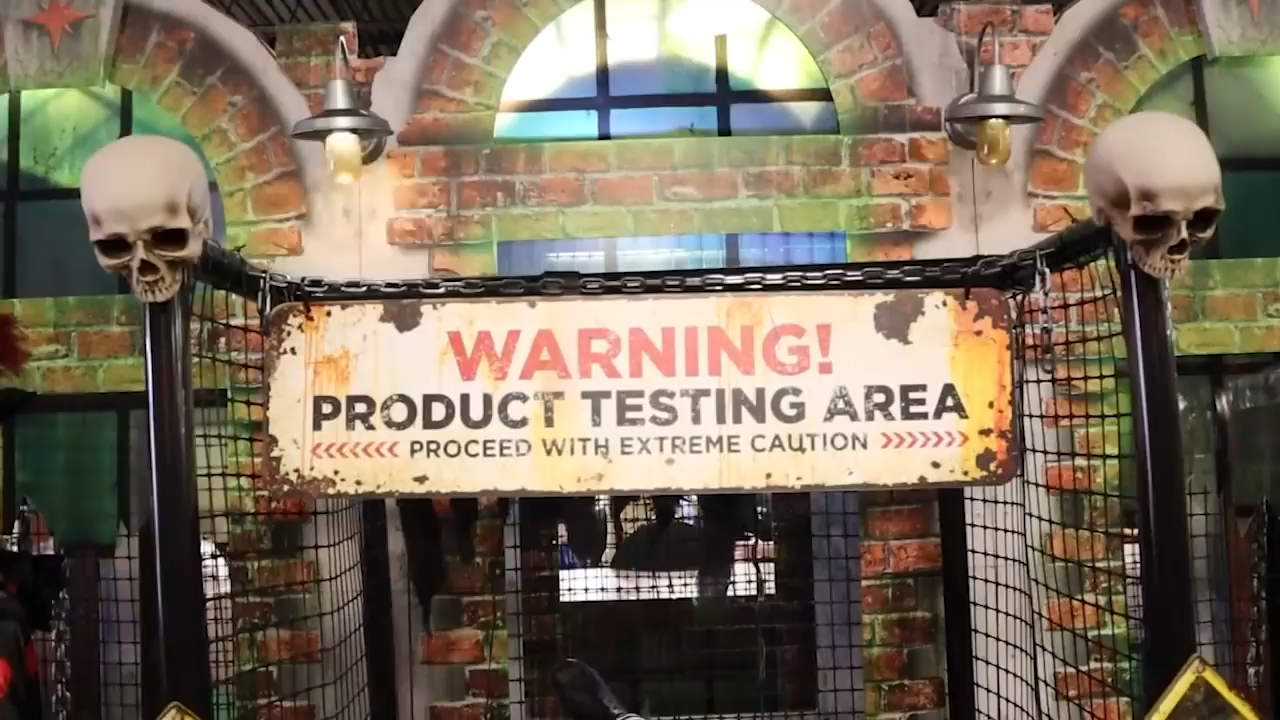 WARNING!
PRODUCT TESTING AREA
PROCEED WITH EXTREME CAUTION